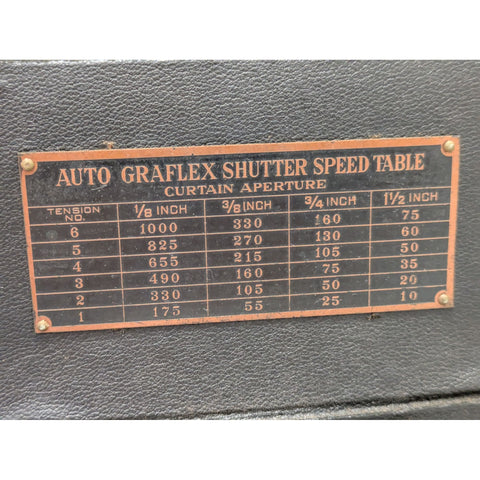 AUTO GRAFLEX SHUTTER SPEED TABLE
CURTAIN APERTURE
TENSION NO. 1/8 INCH 3/8 INCH 3/4 INCH 1 1/2 INCH
6 1000 330 160 75
5 825 270 130 60
4 655 215 105 50
3 490 160 75 35
2 330 105 50 20
1 175 55 25 10